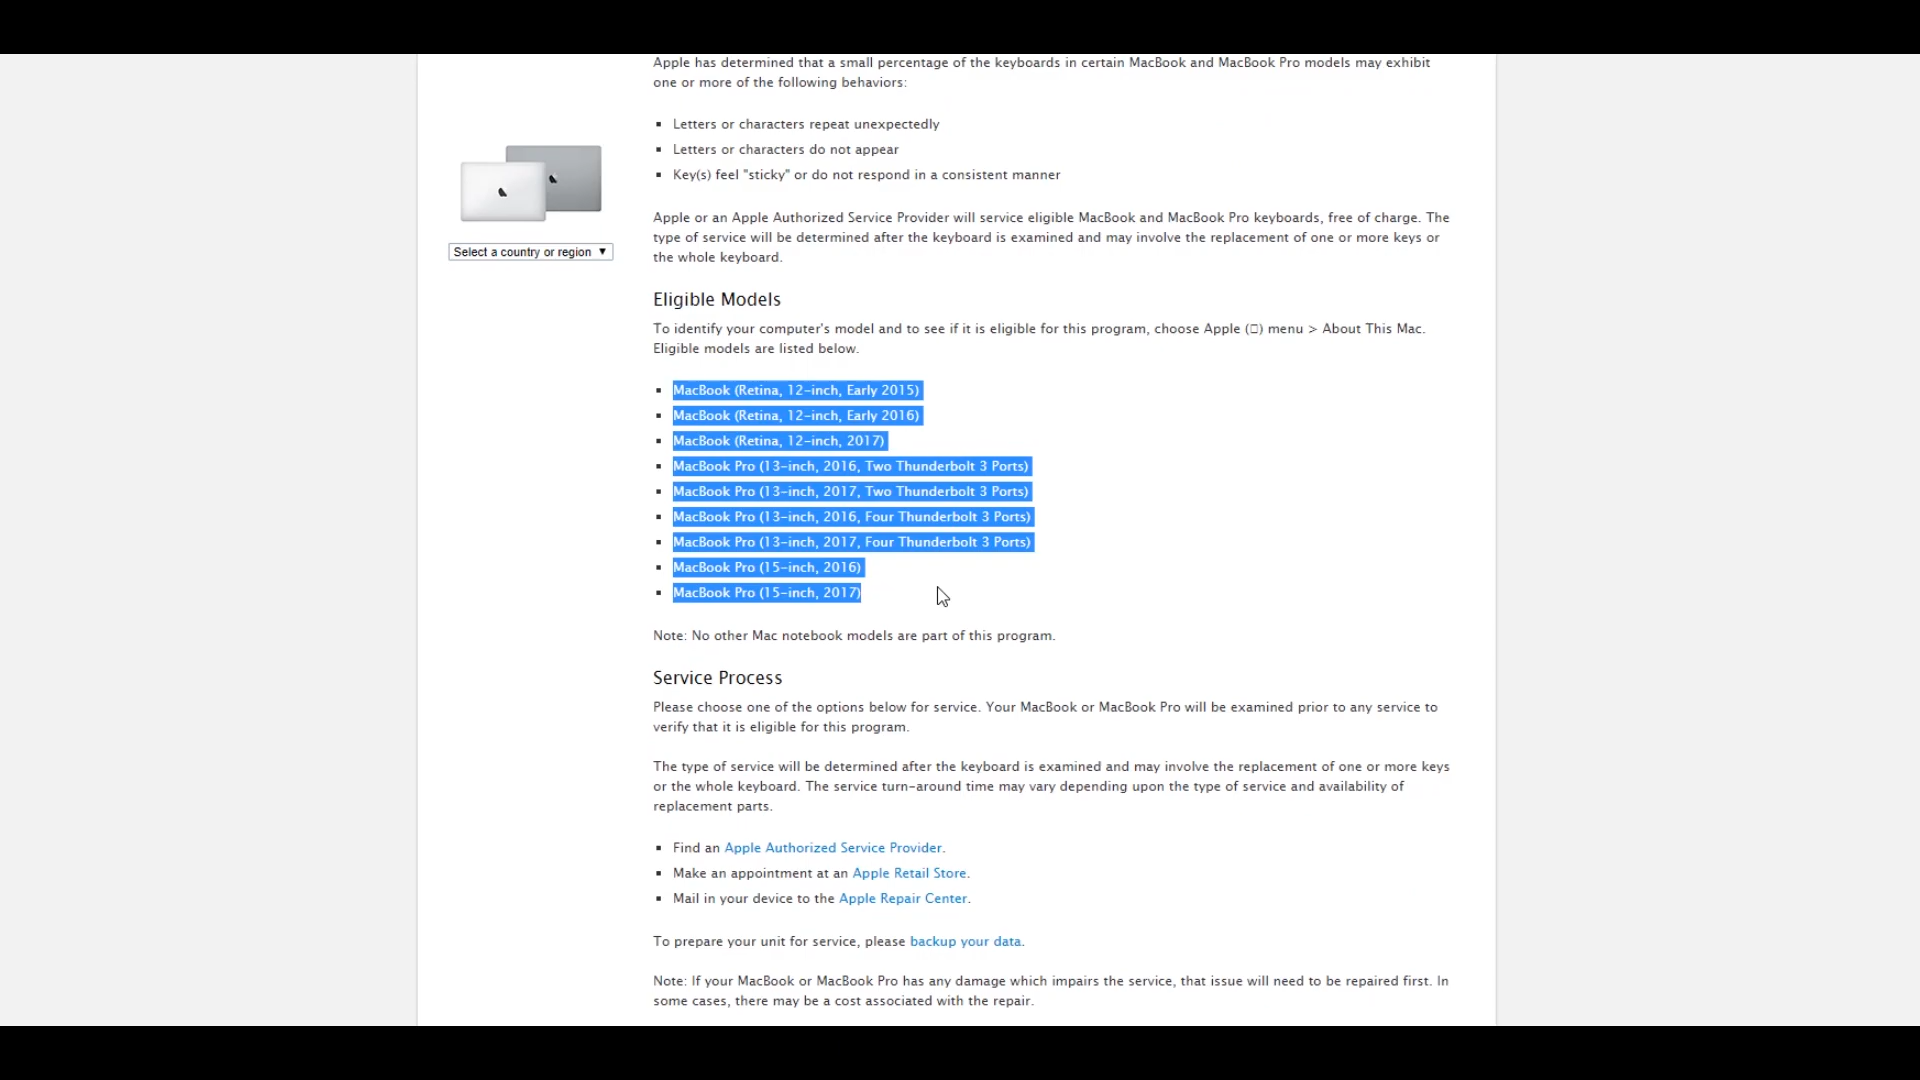 Apple has determined that a small percentage of the keyboards in certain MacBook and MacBook Pro models may exhibit
one or more of the following behaviors:
Letters or characters repeat unexpectedly
Letters or characters do not appear
Key(s) feel "sticky" or do not respond in a consistent manner
Select a country or region
Apple or an Apple Authorized Service Provider will service eligible MacBook and MacBook Pro keyboards, free of charge. The
type of service will be determined after the keyboard is examined and may involve the replacement of one or more keys or
the whole keyboard.
Eligible Models
To identify your computer's model and to see if it is eligible for this program, choose Apple (▯) menu > About This Mac.
Eligible models are listed below.
MacBook (Retina, 12-inch, Early 2015)
MacBook (Retina, 12-inch, Early 2016)
MacBook (Retina, 12-inch, 2017)
MacBook Pro (13-inch, 2016, Two Thunderbolt 3 Ports)
MacBook Pro (13-inch, 2017, Two Thunderbolt 3 Ports)
MacBook Pro (13-inch, 2016, Four Thunderbolt 3 Ports)
MacBook Pro (13-inch, 2017, Four Thunderbolt 3 Ports)
MacBook Pro (15-inch, 2016)
MacBook Pro (15-inch, 2017)
Note: No other Mac notebook models are part of this program.
Service Process
Please choose one of the options below for service. Your MacBook or MacBook Pro will be examined prior to any service to
verify that it is eligible for this program.
The type of service will be determined after the keyboard is examined and may involve the replacement of one or more keys
or the whole keyboard. The service turn-around time may vary depending upon the type of service and availability of
replacement parts.
Find an Apple Authorized Service Provider.
Make an appointment at an Apple Retail Store.
Mail in your device to the Apple Repair Center.
To prepare your unit for service, please backup your data.
Note: If your MacBook or MacBook Pro has any damage which impairs the service, that issue will need to be repaired first. In
some cases, there may be a cost associated with the repair.